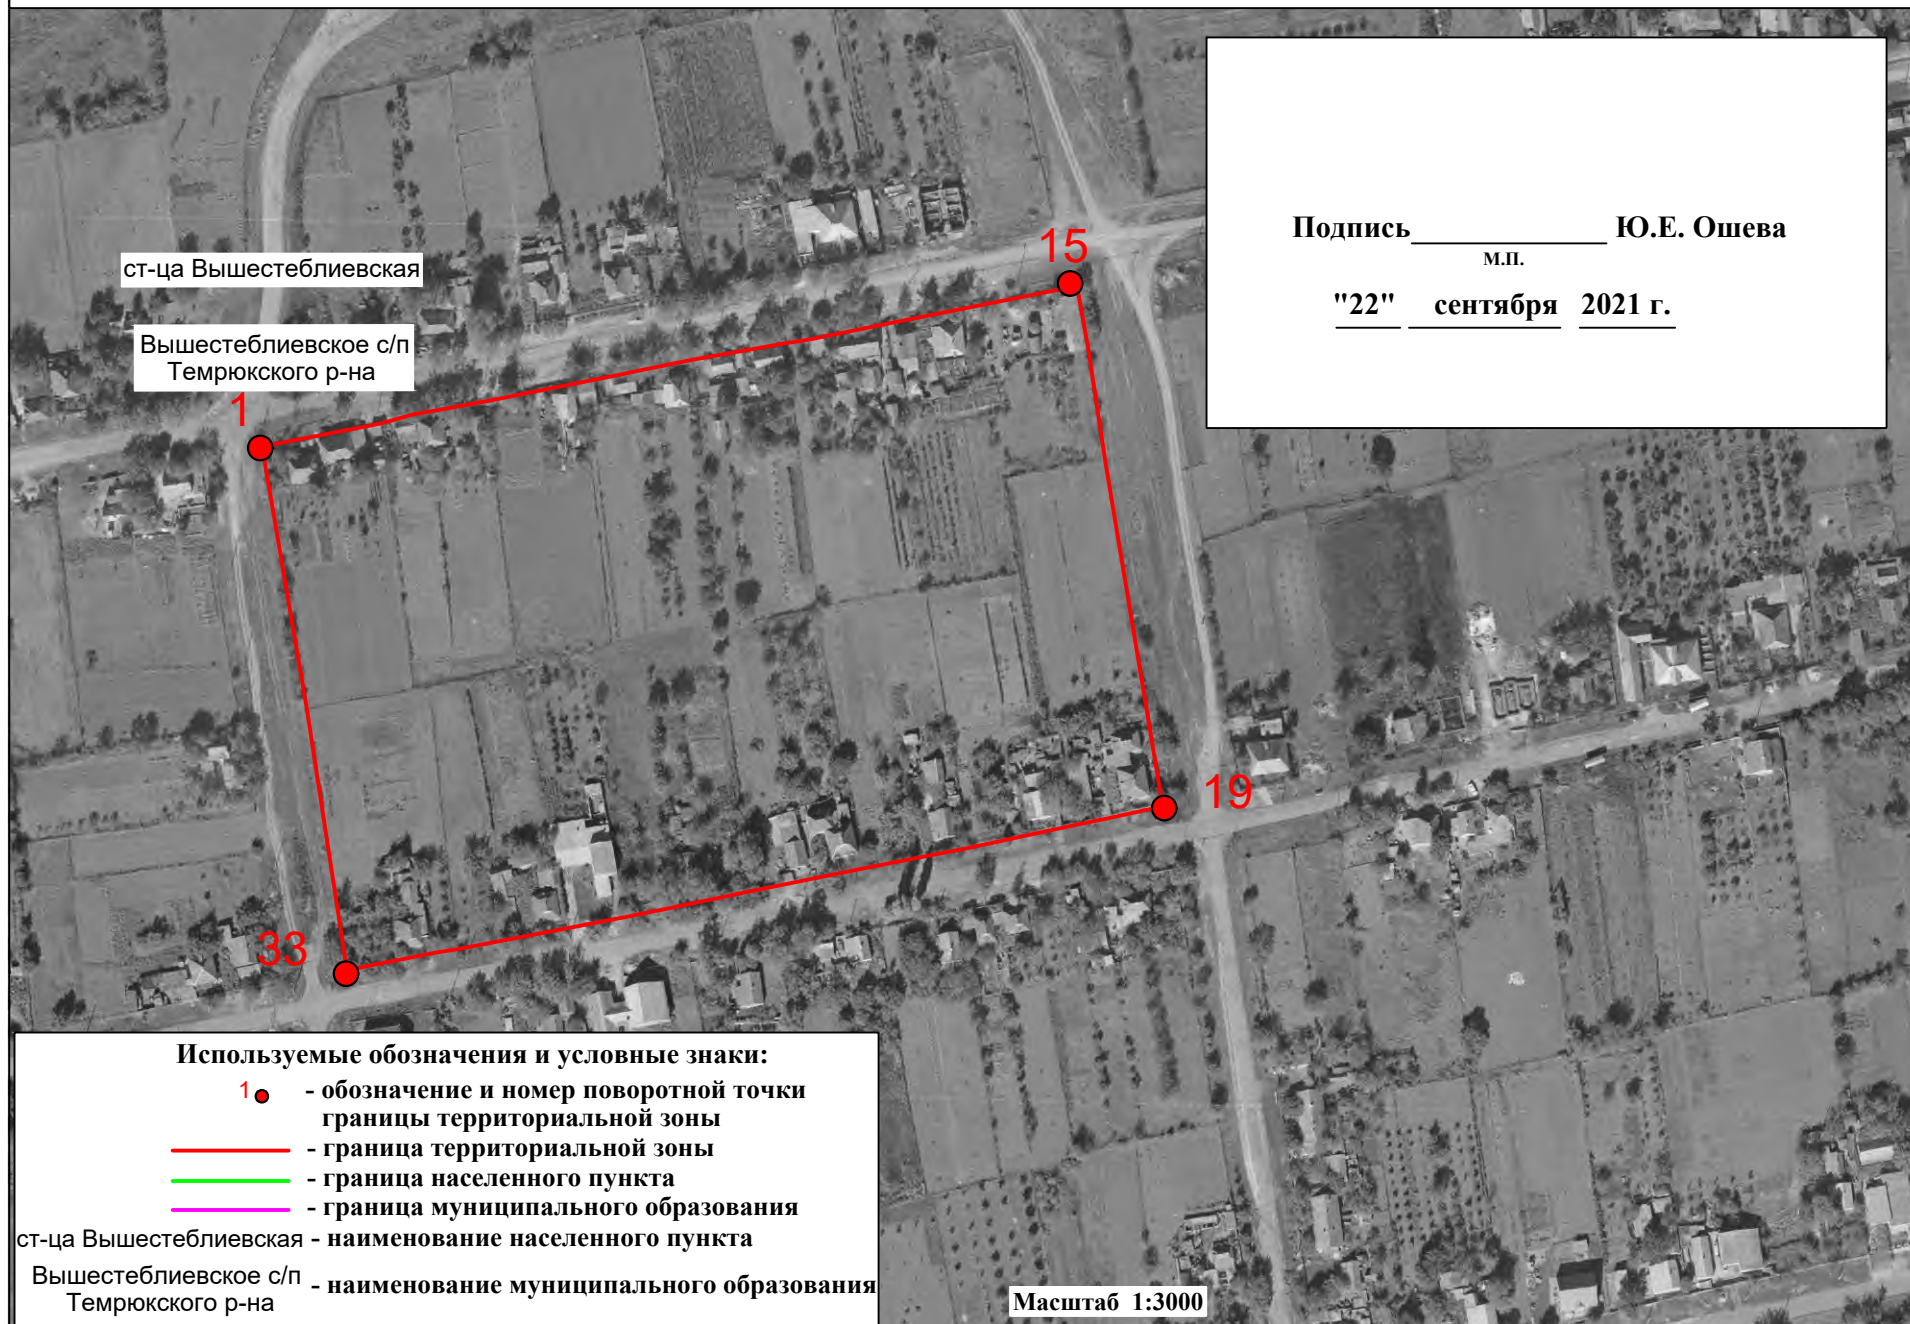 Подпись____________ Ю.Е. Ошева
м.п.
"22" сентября 2021 г.
15
ст-ца Вышестеблиевская
Вышестеблиевское с/п
Темрюкского р-на
1
19
33
Используемые обозначения и условные знаки:
1 - обозначение и номер поворотной точки
границы территориальной зоны
- граница территориальной зоны
- граница населенного пункта
- граница муниципального образования
ст-ца Вышестеблиевская - наименование населенного пункта
Вышестеблиевское с/п
Темрюкского р-на - наименование муниципального образования
Масштаб 1:3000